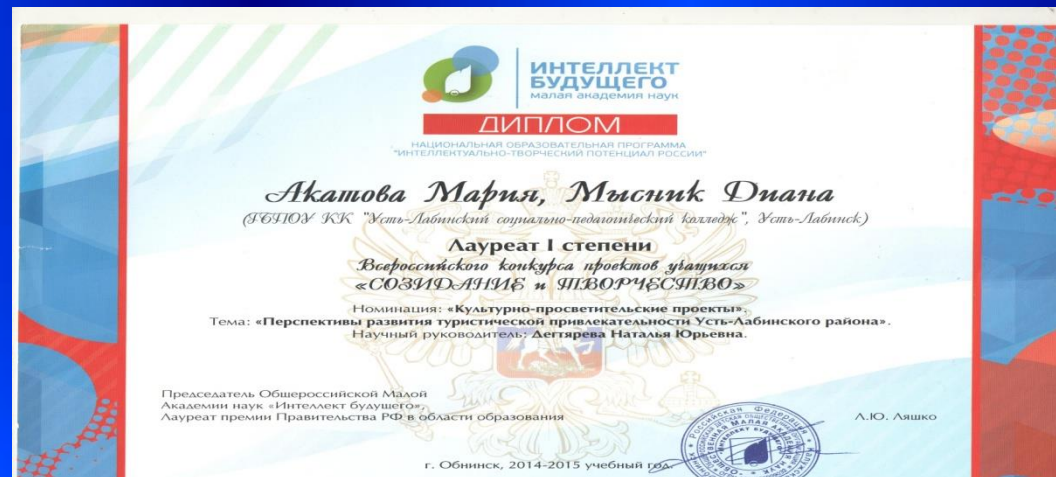 ИНТЕЛЛЕКТ
БУДУЩЕГО
малая академия наук
ДИПЛОМ
НАЦИОНАЛЬНАЯ ОБРАЗОВАТЕЛЬНАЯ ПРОГРАММА
"ИНТЕЛЛЕКТУАЛЬНО-ТВОРЧЕСКИЙ ПОТЕНЦИАЛ РОССИИ"
Акатова Мария, Мысник Диана
(ГБПОУ КК "Усть-Лабинский социально-педагогический колледж", Усть-Лабинск)
Лауреат I степени
Всероссийского конкурса проектов учащихся
«СОЗИДАНИЕ и ТВОРЧЕСТВО»
Номинация: «Культурно-просветительские проекты».
Тема: «Перспективы развития туристической привлекательности Усть-Лабинского района».
Научный руководитель: Дегтярева Наталья Юрьевна.
Председатель Общероссийской Малой
Академии наук «Интеллект будущего»,
Лауреат премии Правительства РФ в области образования
Л.Ю. Ляшко
г. Обнинск, 2014-2015 учебный год